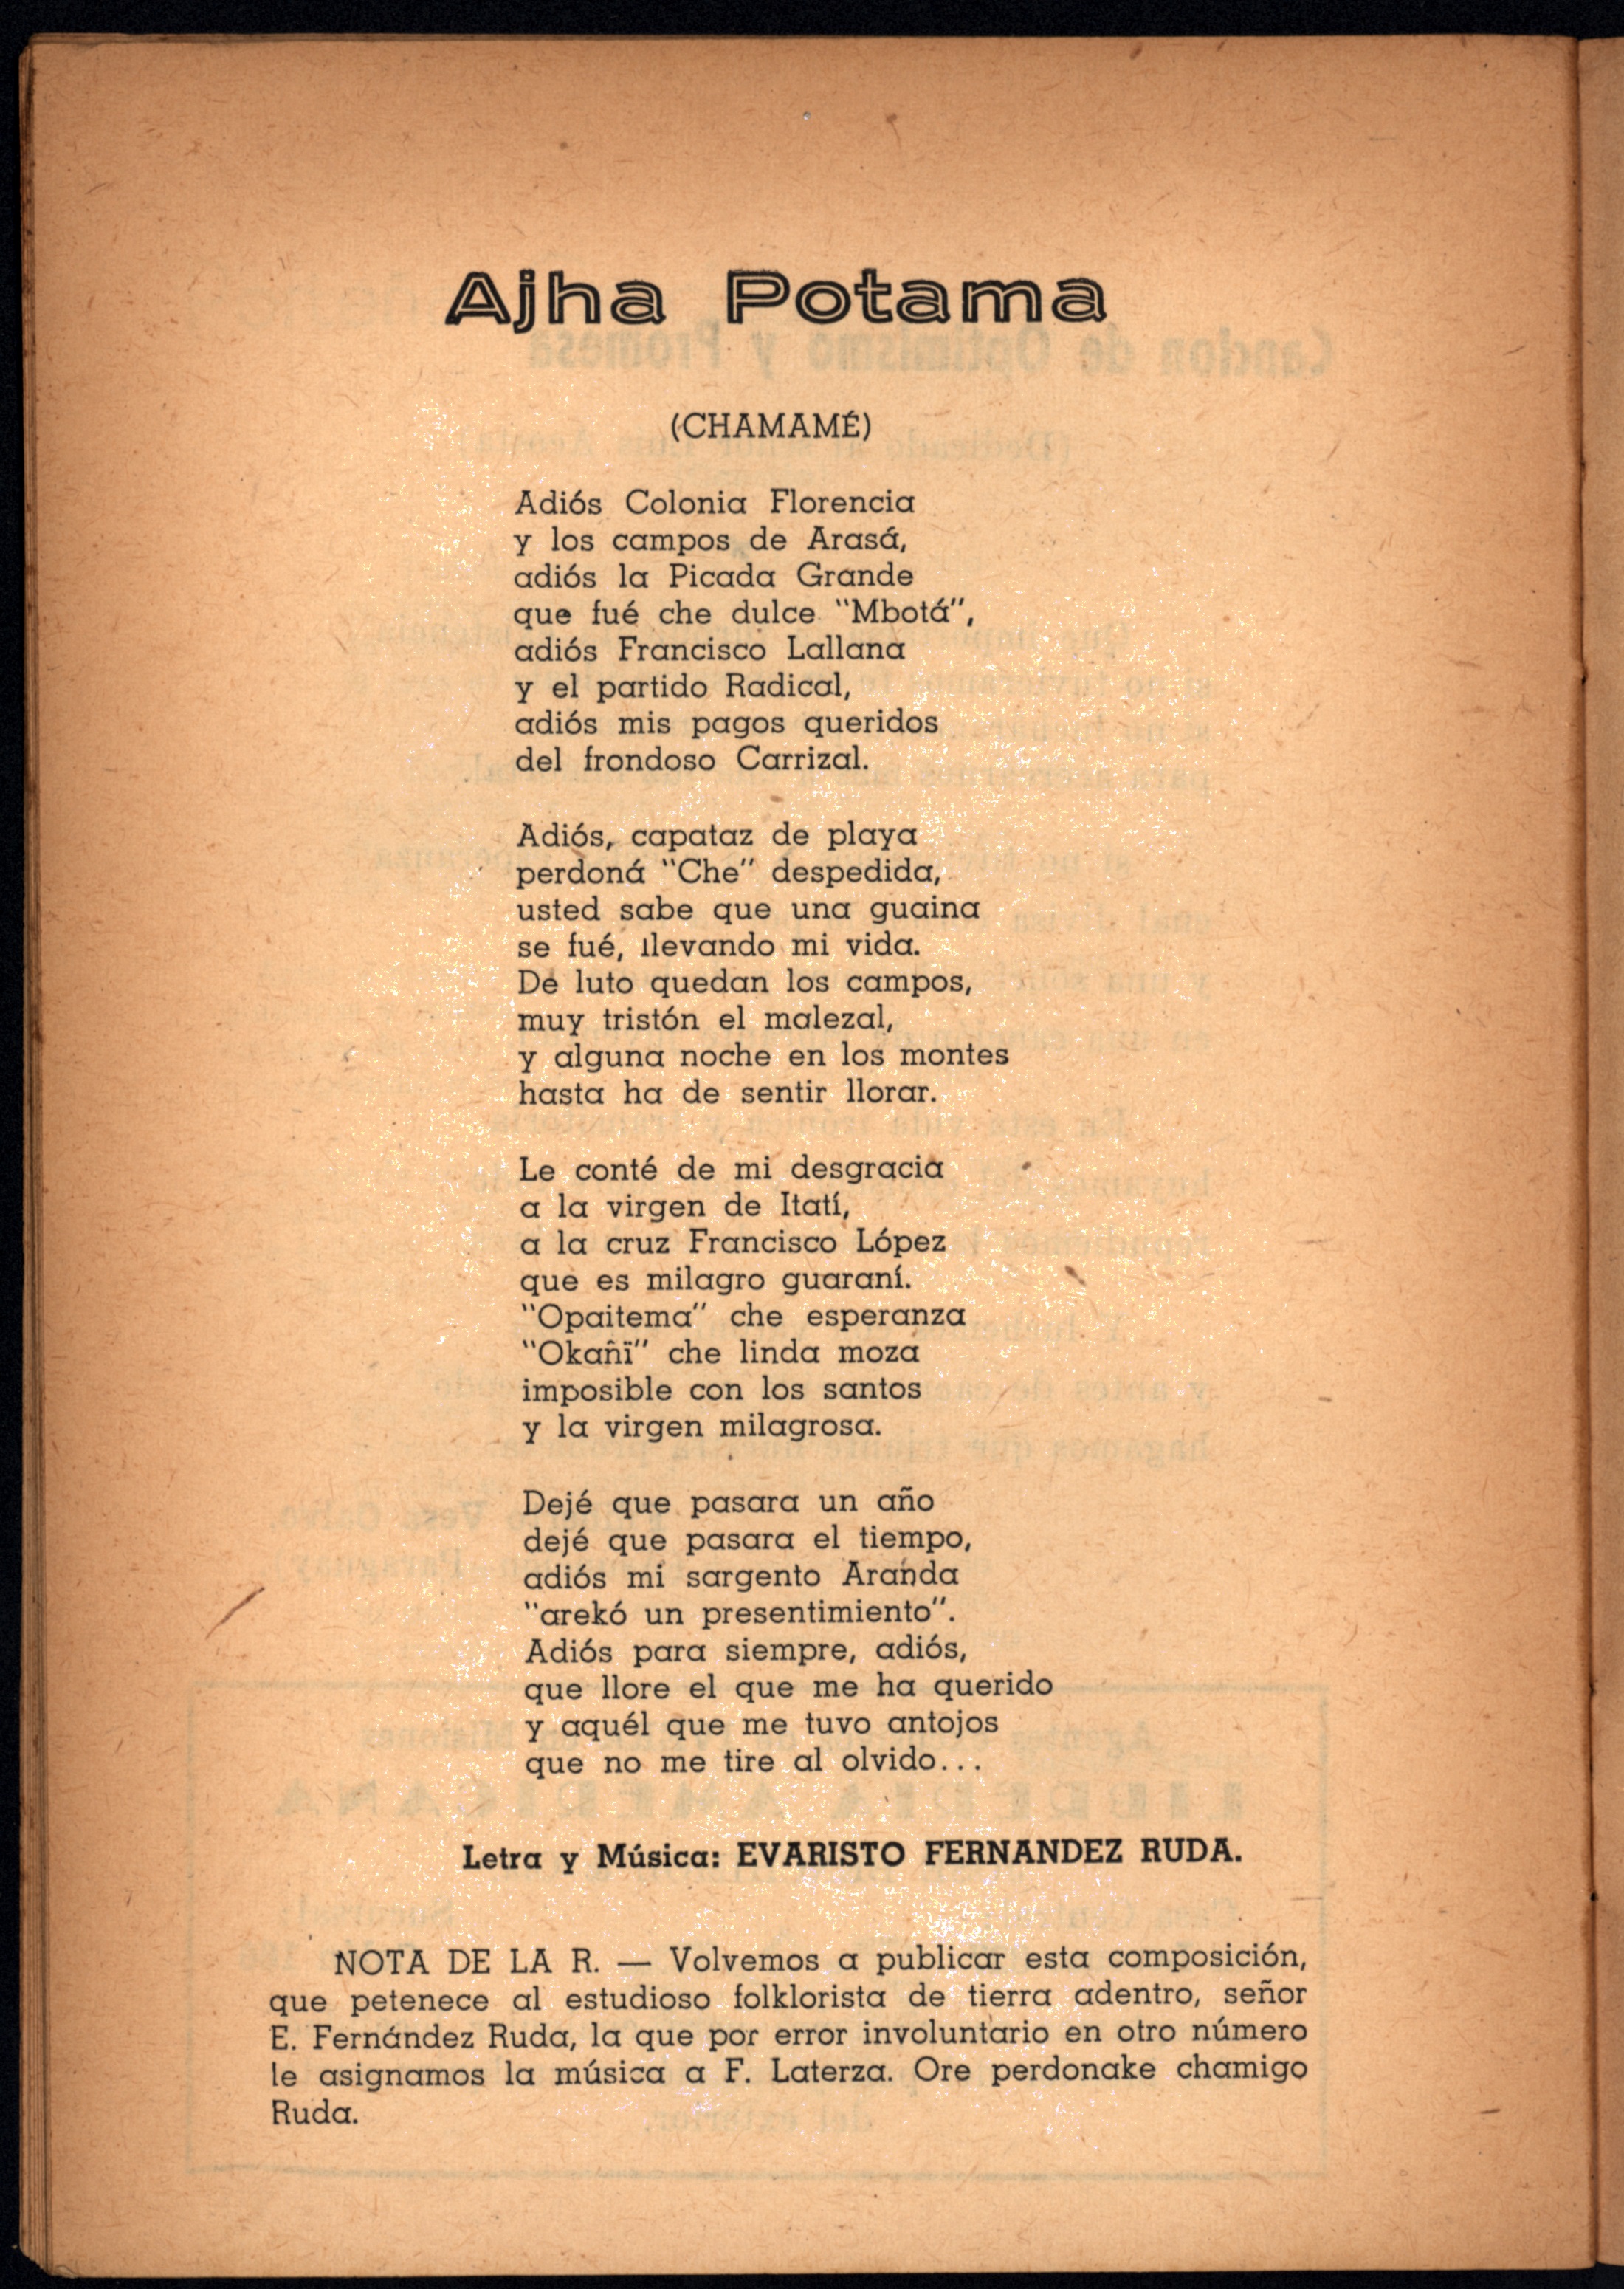 Ajha Potama
(CHAMAMÉ)
Adiós Colonia Florencia
y los campos de Arasá,
adiós la Picada Grande
que fué che dulce "Mbotá",
adiós Francisco Lallana
y el partido Radical,
adiós mis pagos queridos
del frondoso Carrizal.
Adiós, capataz de playa
perdoná "Che" despedida,
usted sabe que una guaina
se fué, llevando mi vida.
De luto quedan los campos,
muy tristón el malezal,
y alguna noche en los montes
hasta ha de sentir llorar.
Le conté de mi desgracia
a la virgen de Itatí,
a la cruz Francisco López
que es milagro guaraní.
"Opaitema" che esperanza
"Okañï" che linda moza
imposible con los santos
y la virgen milagrosa.
Dejé que pasara un año
dejé que pasara el tiempo,
adiós mi sargento Aranda
"arekó un presentimiento".
Adiós para siempre, adiós,
que llore el que me ha querido
y aquél que me tuvo antojos
que no me tire al olvido...
Letra y Música: EVARISTO FERNANDEZ RUDA.
NOTA DE LA R. — Volvemos a publicar esta composición,
que petenece al estudioso folklorista de tierra adentro, señor
E. Fernández Ruda, la que por error involuntario en otro número
le asignamos la música a F. Laterza. Ore perdonake chamigo
Ruda.